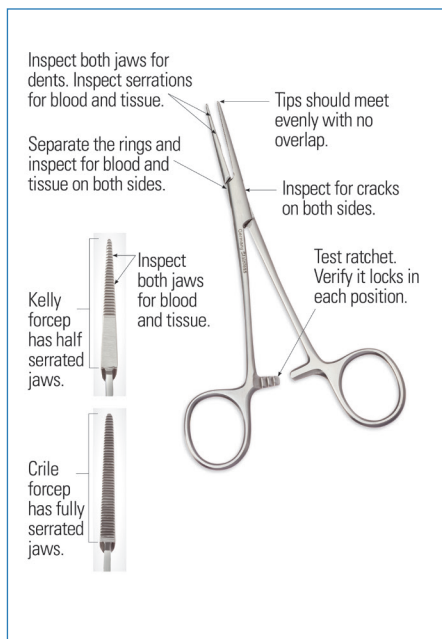 Inspect both jaws for
dents. Inspect serrations
for blood and tissue.
Tips should meet
evenly with no
overlap.
Separate the rings and
inspect for blood and
tissue on both sides.
Inspect for cracks
on both sides.
Inspect
both jaws
for blood
and tissue.
Test ratchet.
Verify it locks in
each position.
Kelly
forcep
has half
serrated
jaws.
Crile
forcep
has fully
serrated
jaws.